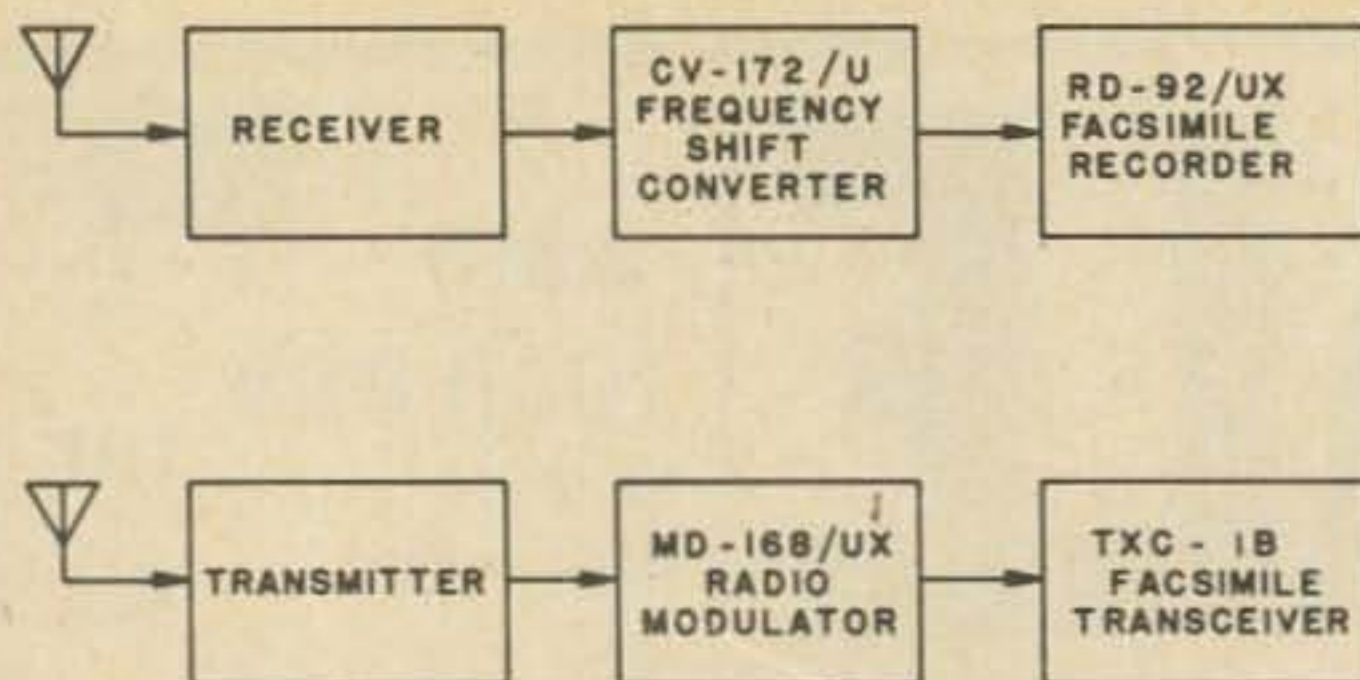 RECEIVER
CV-172/U
FREQUENCY
SHIFT
CONVERTER
RD-92/UX
FACSIMILE
RECORDER
TRANSMITTER
MD-168/UX
RADIO
MODULATOR
TXC-1B
FACSIMILE
TRANSCEIVER